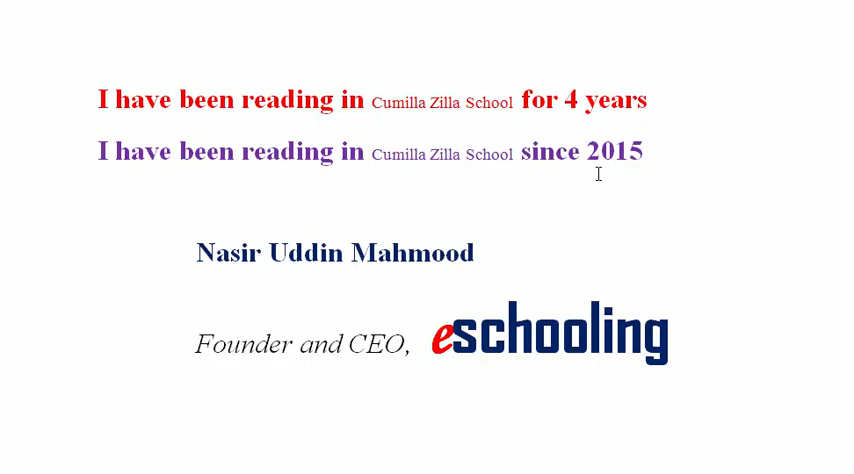 I have been reading in Cumilla Zilla School for 4 years
I have been reading in Cumilla Zilla School since 2015
Nasir Uddin Mahmood
Founder and CEO, eschooling